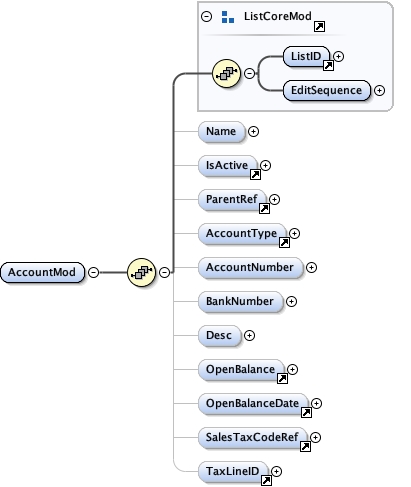 ListCoreMod
ListID
EditSequence
Name
IsActive
ParentRef
AccountType
AccountMod
AccountNumber
BankNumber
Desc
OpenBalance
OpenBalanceDate
SalesTaxCodeRef
TaxLineID